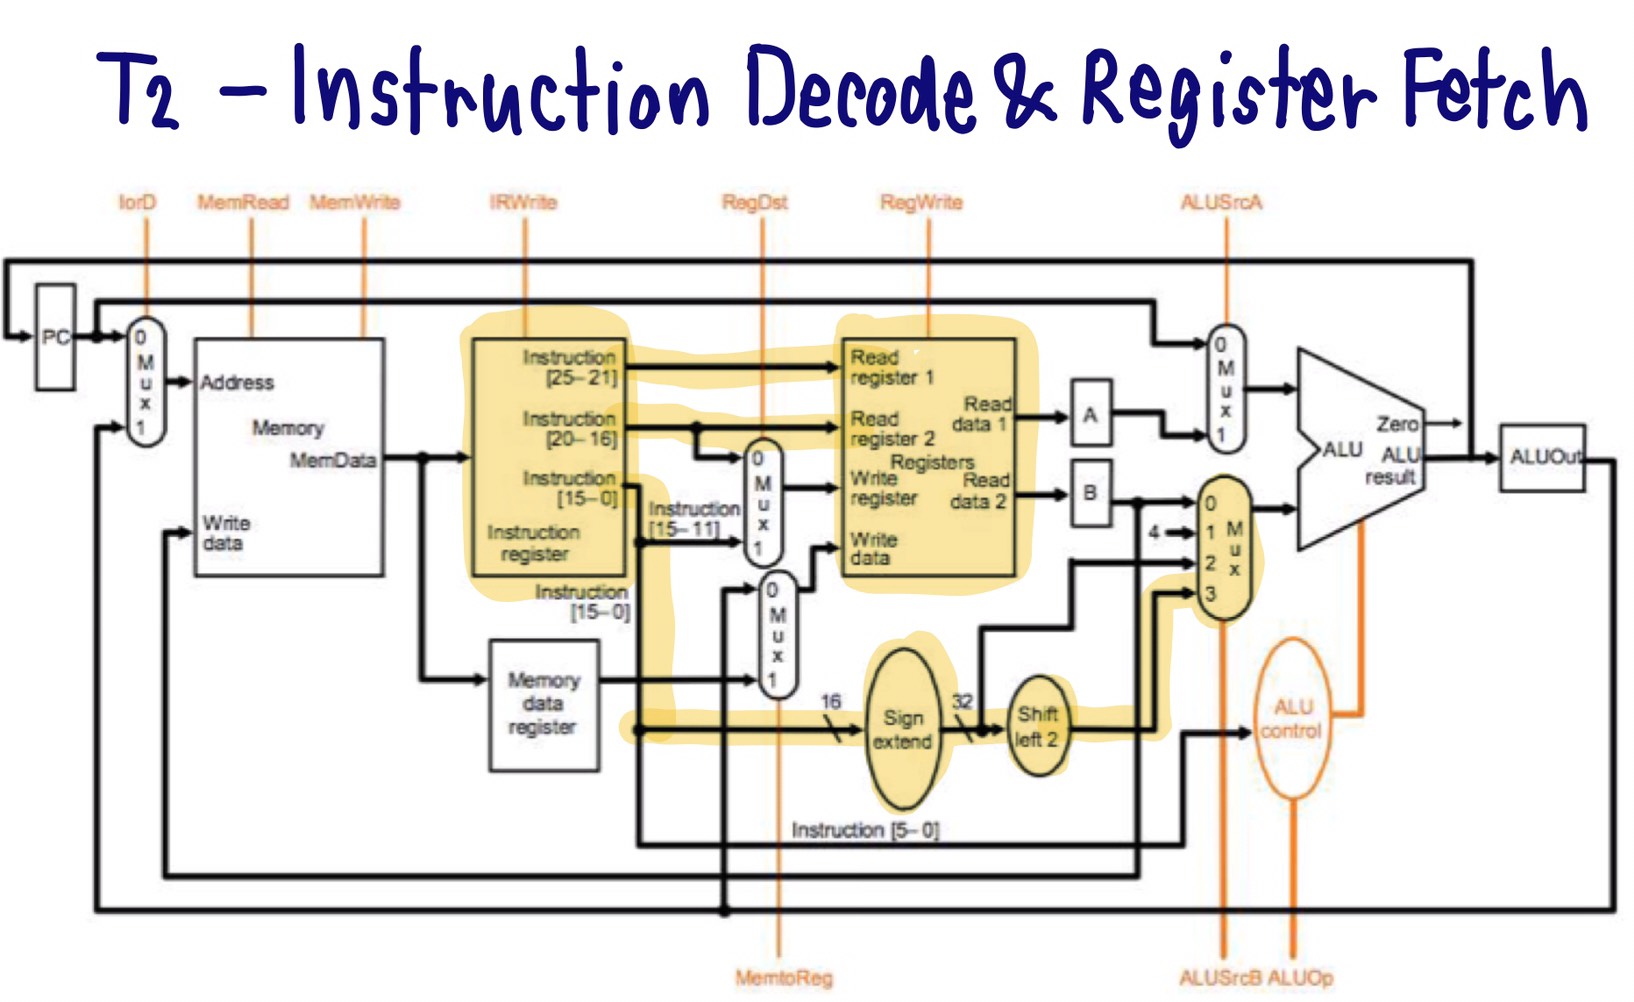 T2 - Instruction Decode & Register Fetch
IorD
MemRead
MemWrite
IRWrite
RegDst
RegWrite
ALUSrcA
PC
0
M
u
x
1
Address
Memory
MemData
Write
data
Instruction
[25–21]
Instruction
[20–16]
Instruction
[15–0]
Instruction
register
Instruction
[15–0]
Memory
data
register
Instruction
[15–11]
0
M
u
x
1
0
M
u
x
1
Read
register 1
Read
register 2
Registers
Write
register
Write
data
Read
data 1
Read
data 2
A
B
0
M
u
x
1
4
0
1
2
3
M
u
x
Zero
ALU
ALU
result
ALUOut
16
Sign
extend
32
Shift
left 2
ALU
control
Instruction [5–0]
MemtoReg
ALUSrcB
ALUOp